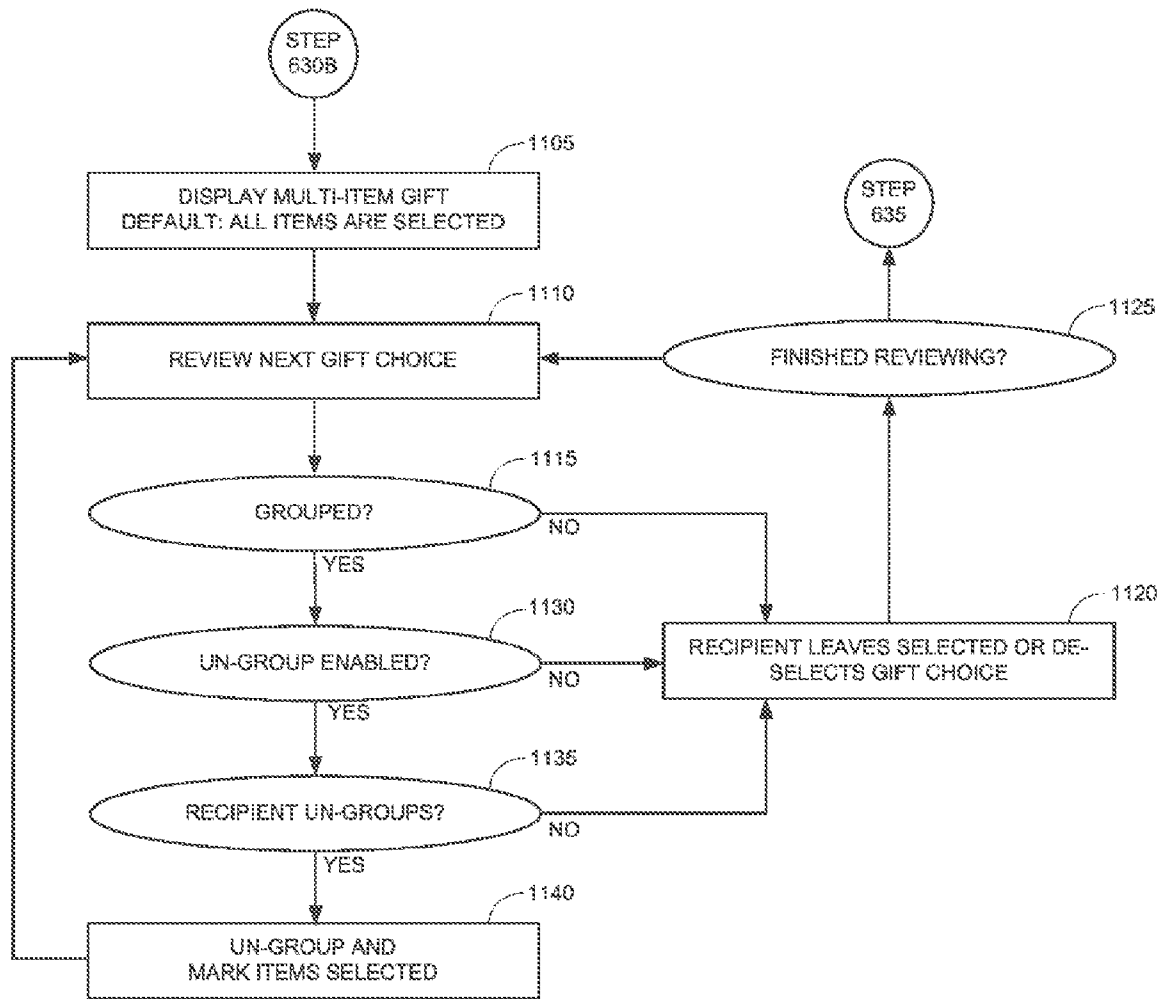 STEP
630B
1105
DISPLAY MULTI-ITEM GIFT
DEFAULT: ALL ITEMS ARE SELECTED
STEP
635
1110
REVIEW NEXT GIFT CHOICE
1125
FINISHED REVIEWING?
1115
GROUPED?
NO
YES
1130
UN-GROUP ENABLED?
NO
YES
1120
RECIPIENT LEAVES SELECTED OR DE-
SELECTS GIFT CHOICE
1135
RECIPIENT UN-GROUPS?
NO
YES
1140
UN-GROUP AND
MARK ITEMS SELECTED